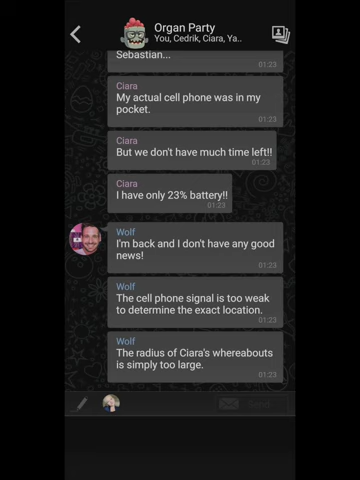 Organ Party
You, Cedrik, Ciara, Ya..
Sebastian...
01:23
Ciara
My actual cell phone was in my
pocket.
01:23
Ciara
But we don't have much time left!!
01:23
Ciara
I have only 23% battery!!
01:23
Wolf
I'm back and I don't have any good
news!
01:23
Wolf
The cell phone signal is too weak
to determine the exact location.
01:23
Wolf
The radius of Ciara's whereabouts
is simply too large.
01:23
Send